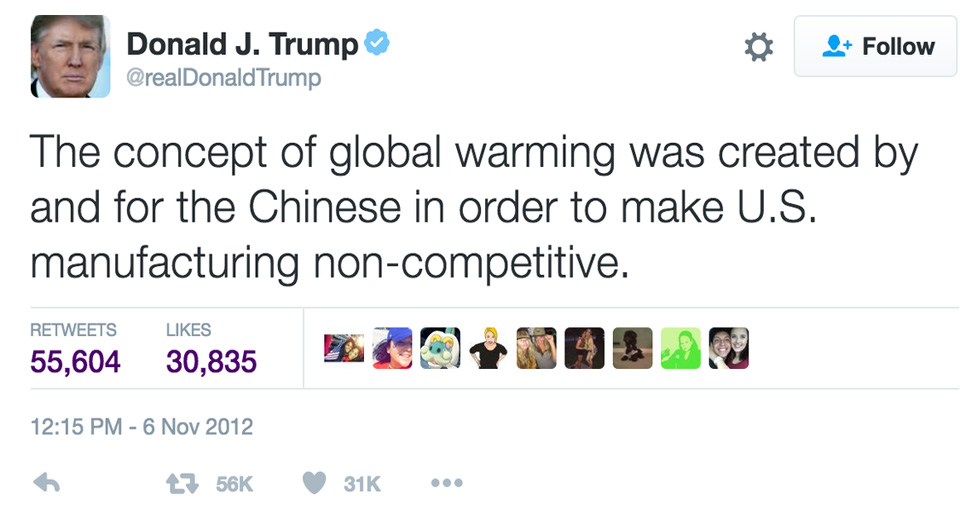 Donald J. Trump
@realDonaldTrump
Follow
The concept of global warming was created by
and for the Chinese in order to make U.S.
manufacturing non-competitive.
RETWEETS LIKES
55,604 30,835
12:15 PM - 6 Nov 2012
56K 31K